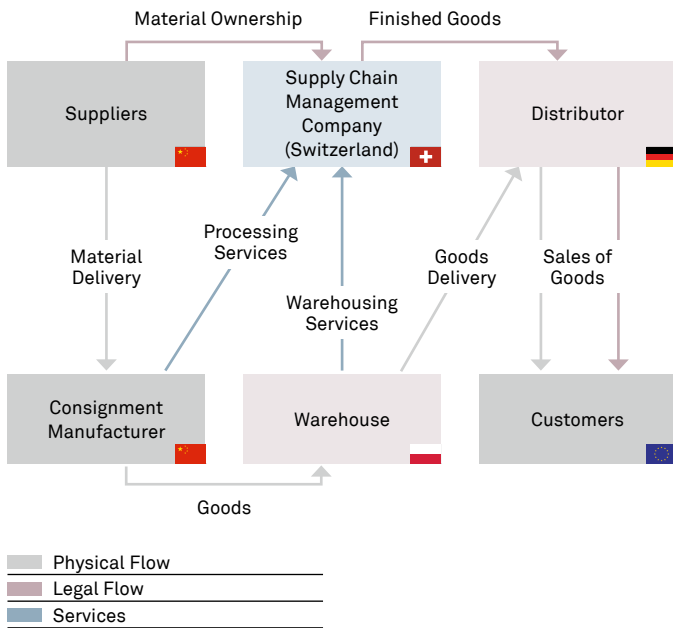 Material Ownership
Finished Goods
Suppliers
Supply Chain
Management
Company
(Switzerland)
Distributor
Material
Delivery
Processing
Services
Warehousing
Services
Goods
Delivery
Sales of
Goods
Consignment
Manufacturer
Warehouse
Customers
Goods
Physical Flow
Legal Flow
Services